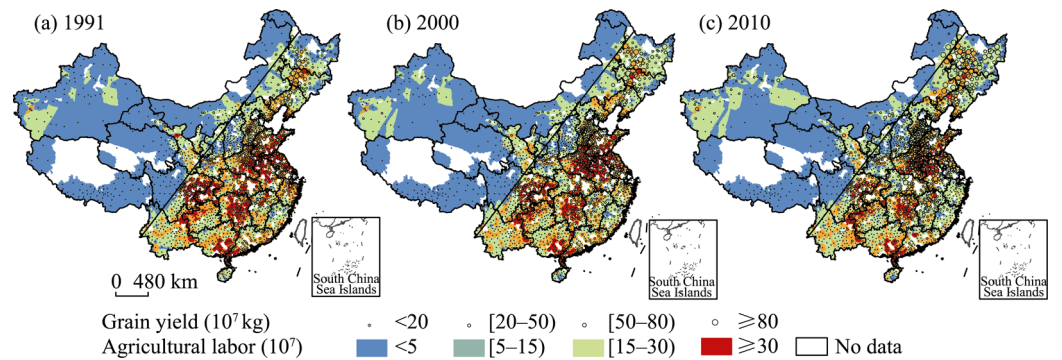 (a) 1991
(b) 2000
(c) 2010
South China
Sea Islands
South China
Sea Islands
South China
Sea Islands
0 480 km
Grain yield (10⁷ kg) <20 [20–50) [50–80) ⩾80
Agricultural labor (10⁷) <5 [5–15) [15–30) ⩾30 No data